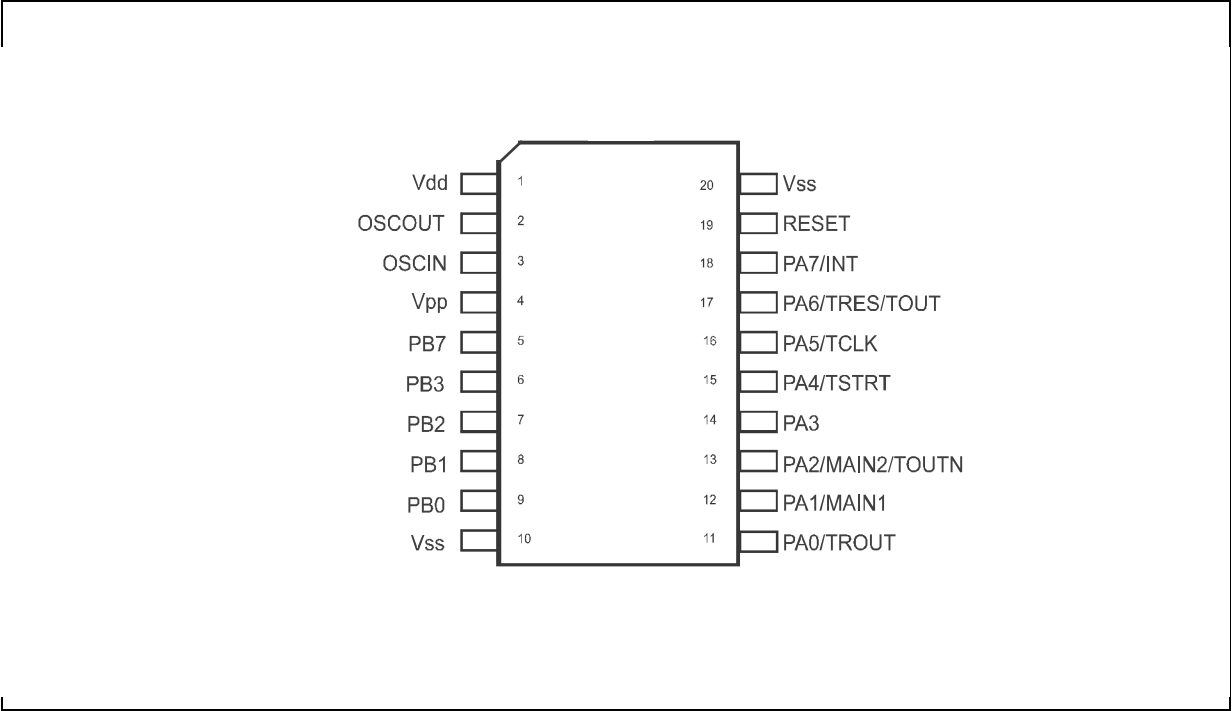 Vdd 1 20 Vss
OSCOUT 2 19 RESET
OSCIN 3 18 PA7/INT
Vpp 4 17 PA6/TRES/TOUT
PB7 5 16 PA5/TCLK
PB3 6 15 PA4/TSTRT
PB2 7 14 PA3
PB1 8 13 PA2/MAIN2/TOUTN
PB0 9 12 PA1/MAIN1
Vss 10 11 PA0/TROUT